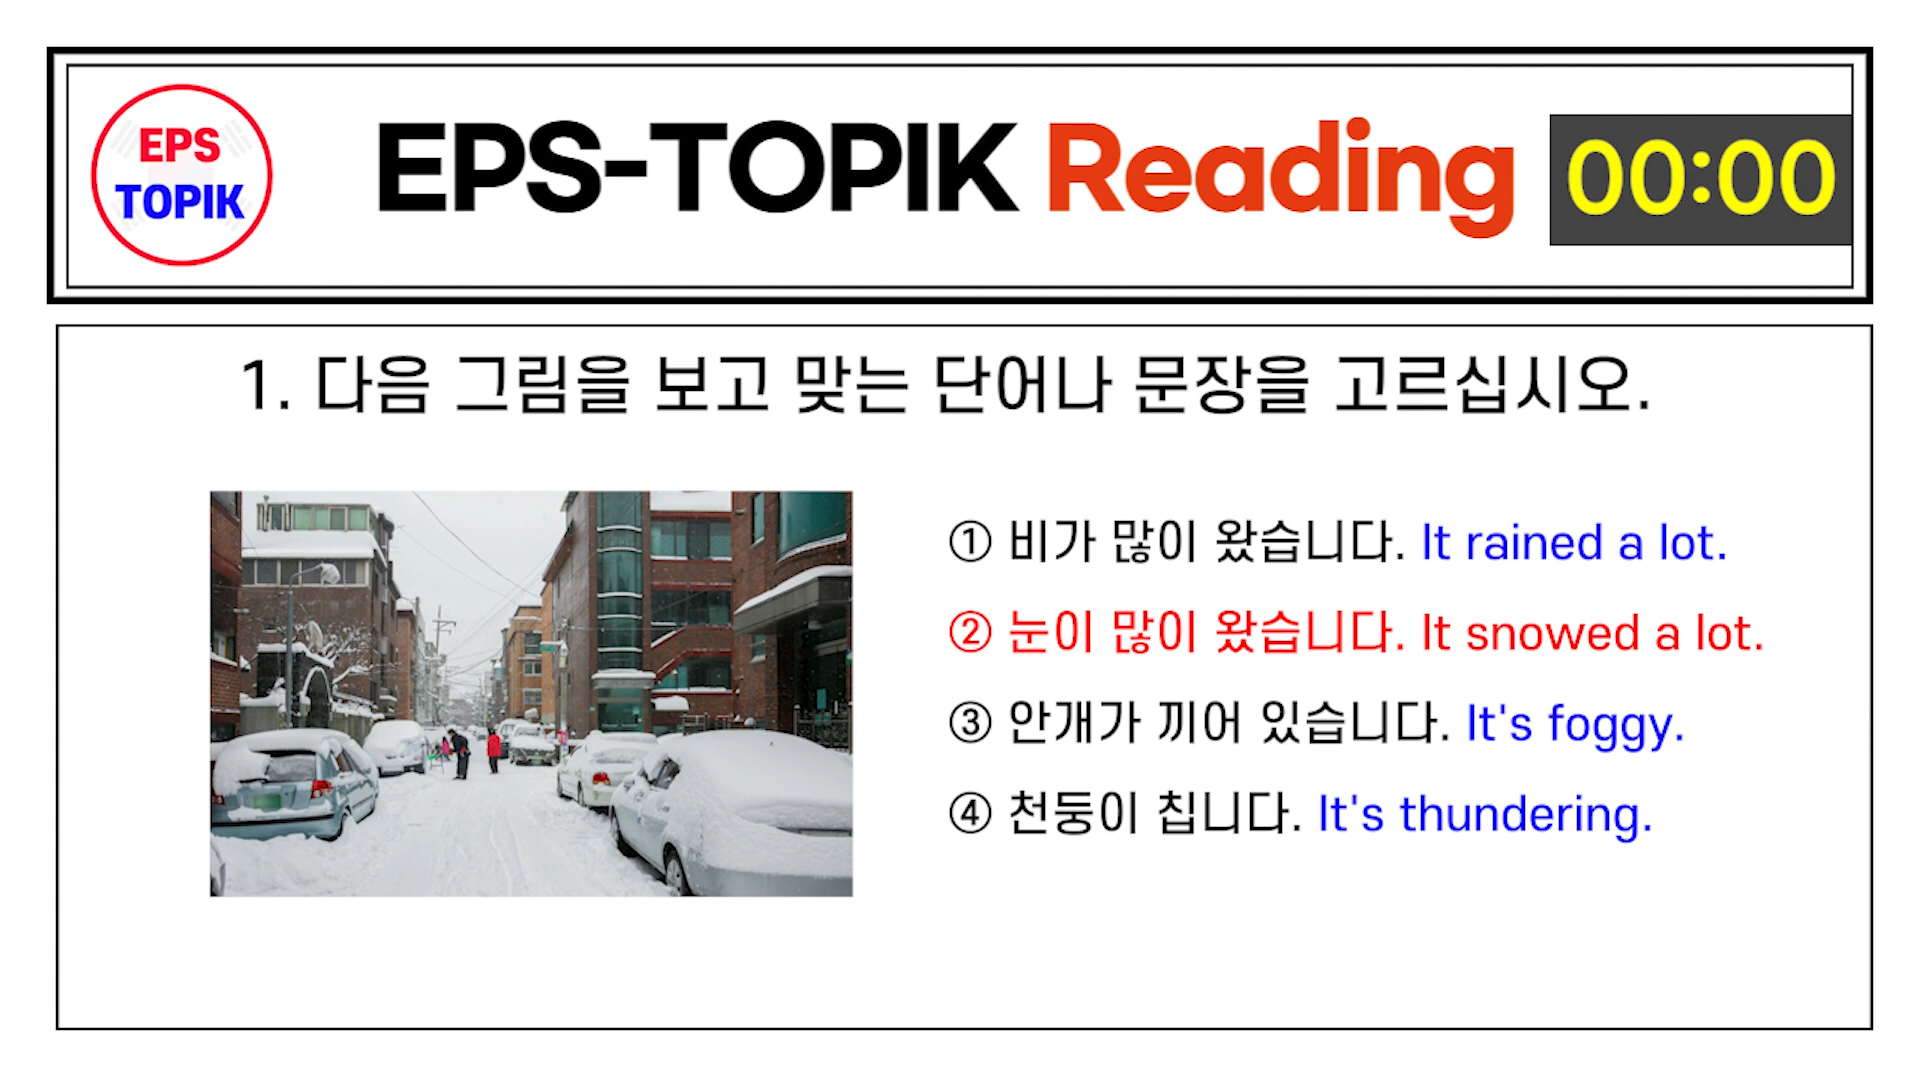 EPS
TOPIK
EPS-TOPIK Reading
00:00
1. 다음 그림을 보고 맞는 단어나 문장을 고르십시오.
① 비가 많이 왔습니다. It rained a lot.
② 눈이 많이 왔습니다. It snowed a lot.
③ 안개가 끼어 있습니다. It's foggy.
④ 천둥이 칩니다. It's thundering.